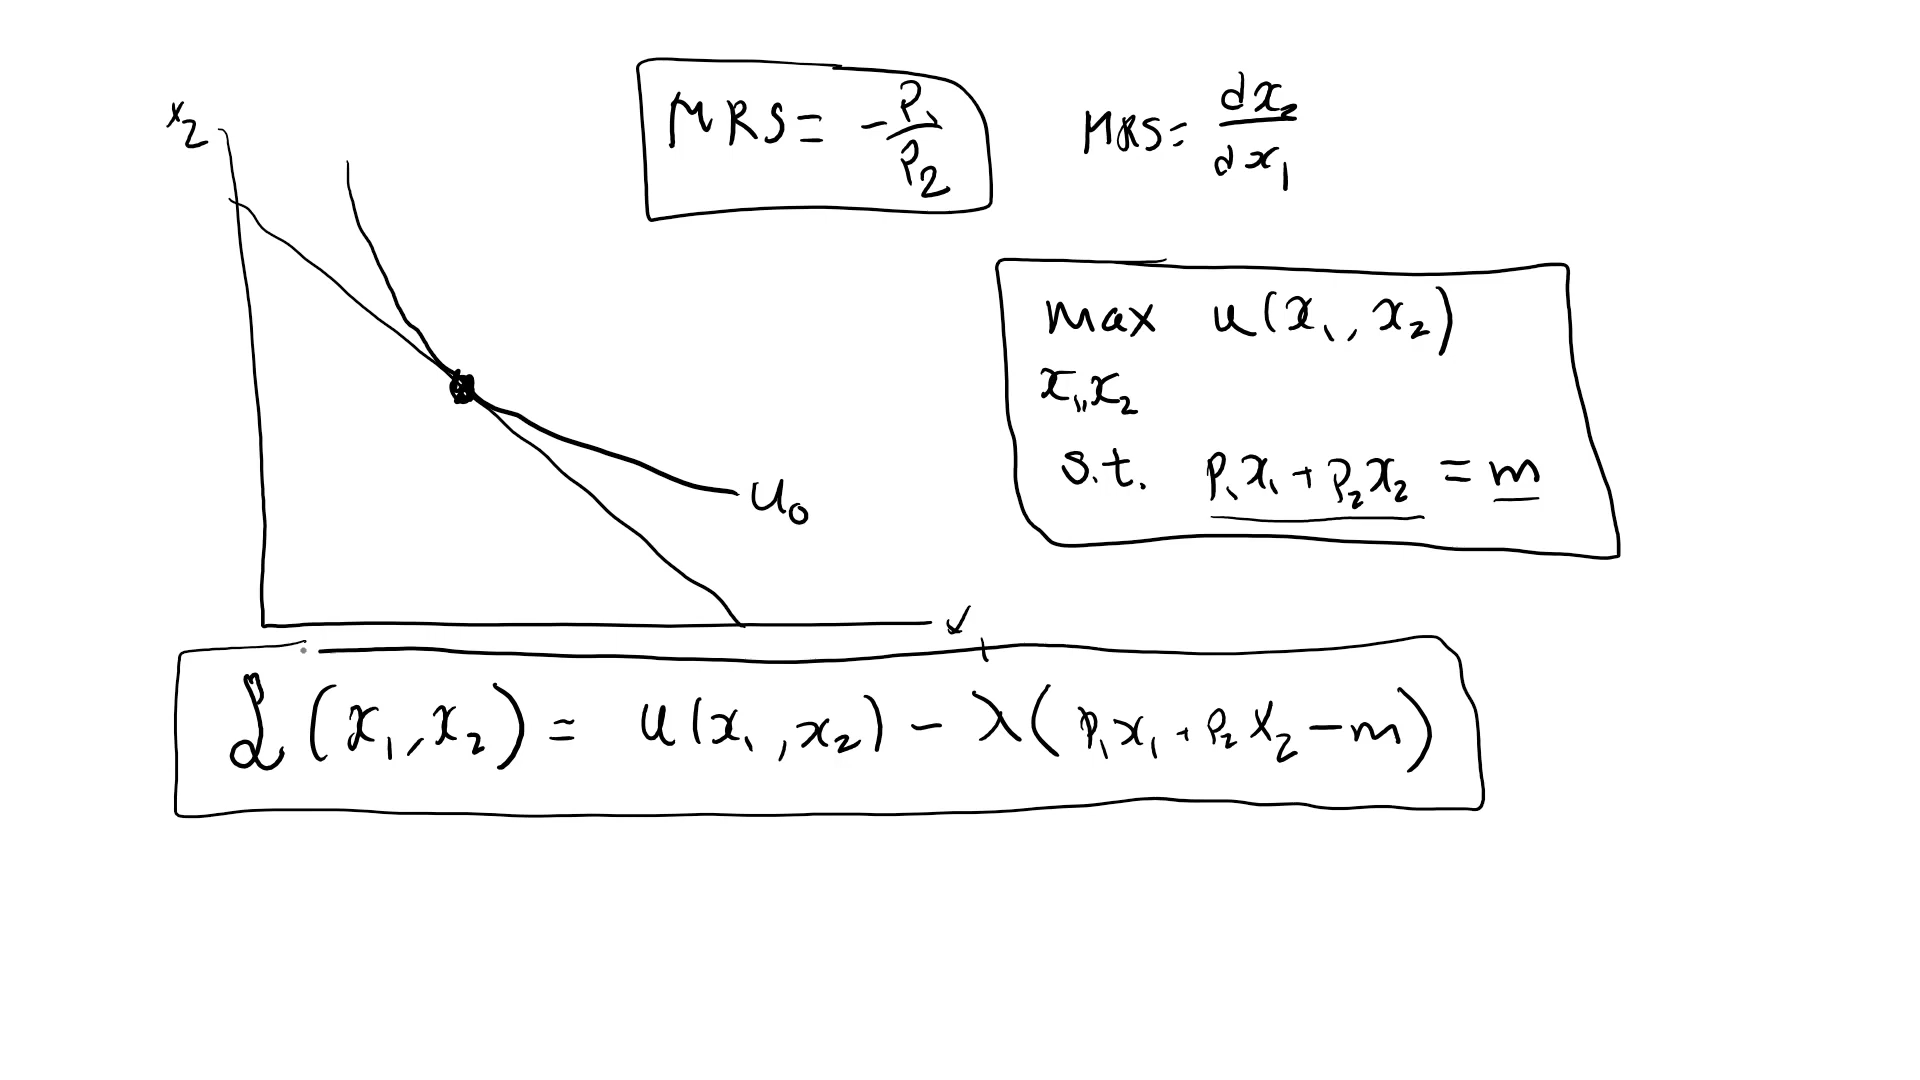 x₂
MRS = -P₁/P₂
MRS = dx₂/dx₁
max u(x₁, x₂)
x₁, x₂
s.t. p₁x₁ + p₂x₂ = m
u₀
x₁
ℒ(x₁, x₂) = u(x₁, x₂) - λ(p₁x₁ + p₂x₂ - m)